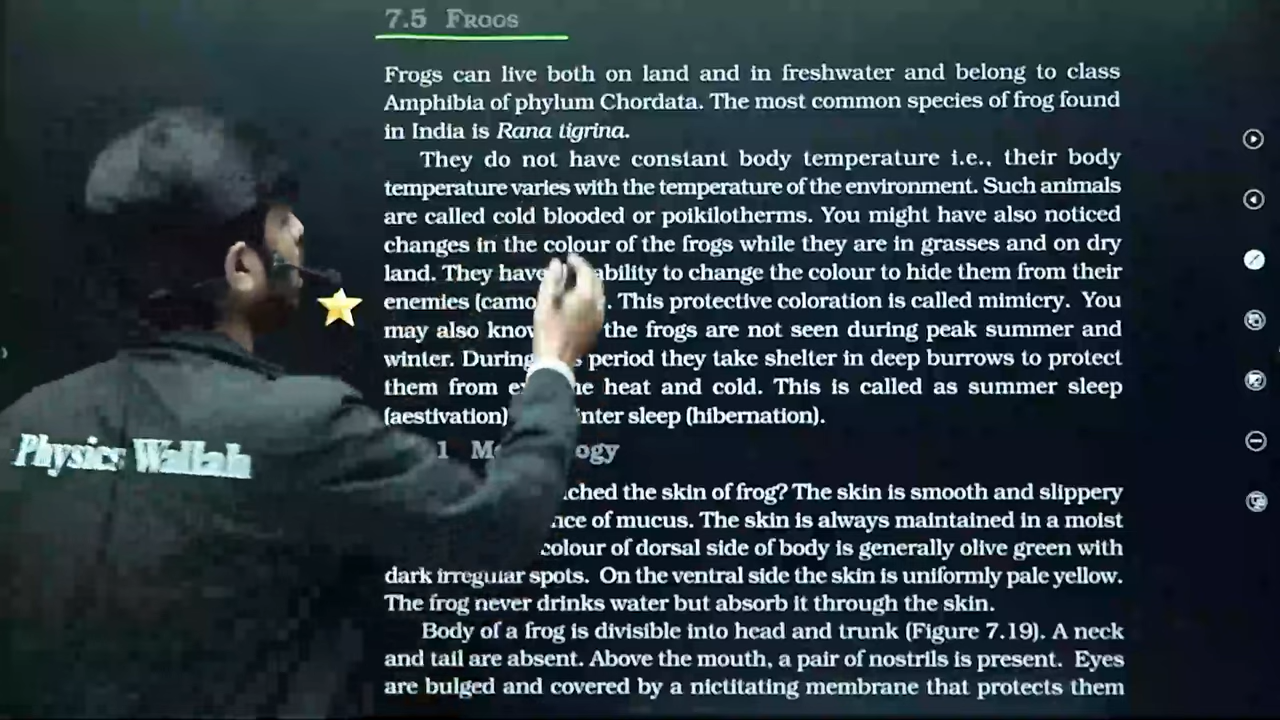 7.5 FROGS
Frogs can live both on land and in freshwater and belong to class
Amphibia of phylum Chordata. The most common species of frog found
in India is Rana tigrina.
They do not have constant body temperature i.e., their body
temperature varies with the temperature of the environment. Such animals
are called cold blooded or poikilotherms. You might have also noticed
changes in the colour of the frogs while they are in grasses and on dry
land. They have ability to change the colour to hide them from their
enemies (camo . This protective coloration is called mimicry. You
may also know the frogs are not seen during peak summer and
winter. During period they take shelter in deep burrows to protect
them from heat and cold. This is called as summer sleep
(aestivation) sleep (hibernation).
1
the skin of frog? The skin is smooth and slippery
of mucus. The skin is always maintained in a moist
colour of dorsal side of body is generally olive green with
dark irregular spots. On the ventral side the skin is uniformly pale yellow.
The frog never drinks water but absorb it through the skin.
Body of a frog is divisible into head and trunk (Figure 7.19). A neck
and tail are absent. Above the mouth, a pair of nostrils is present. Eyes
are bulged and covered by a nictitating membrane that protects them
Physics Wallah